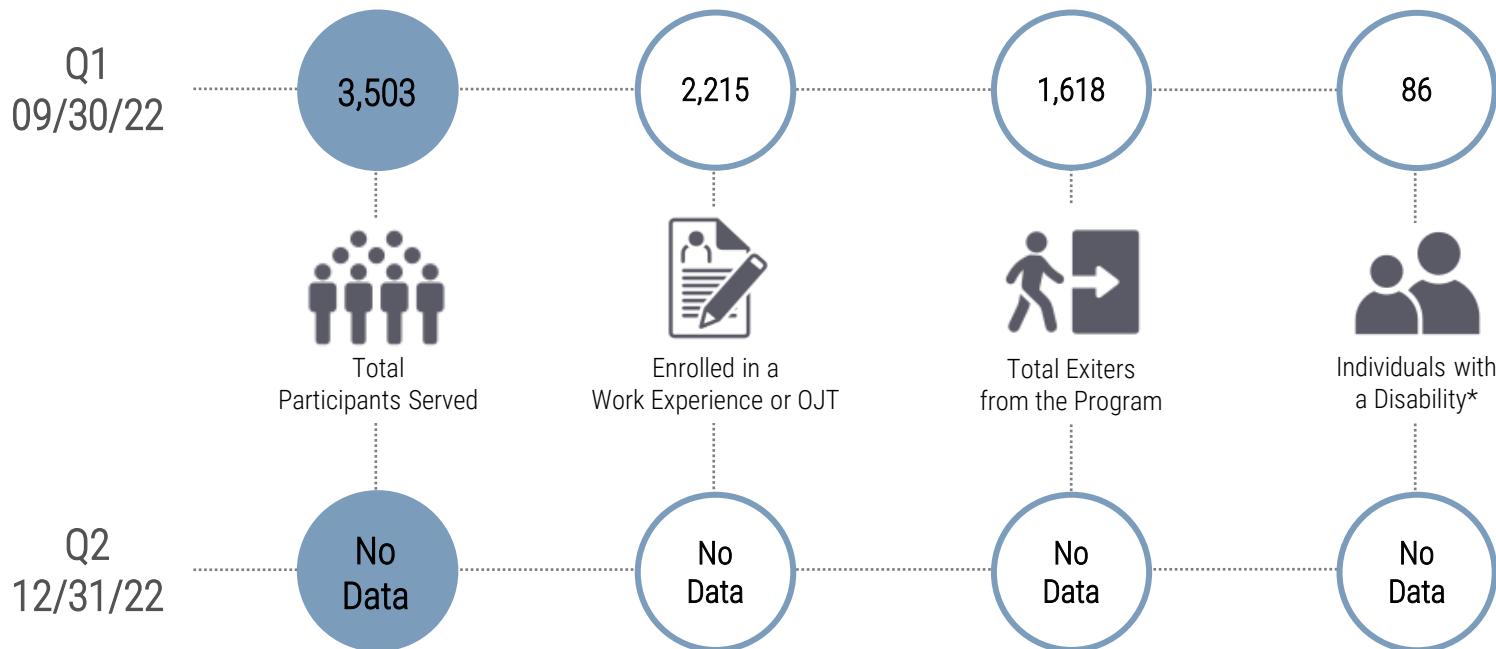 Q1
09/30/22
3,503
2,215
1,618
86
Total
Participants Served
Enrolled in a
Work Experience or OJT
Total Exiters
from the Program
Individuals with
a Disability*
Q2
12/31/22
No
Data
No
Data
No
Data
No
Data